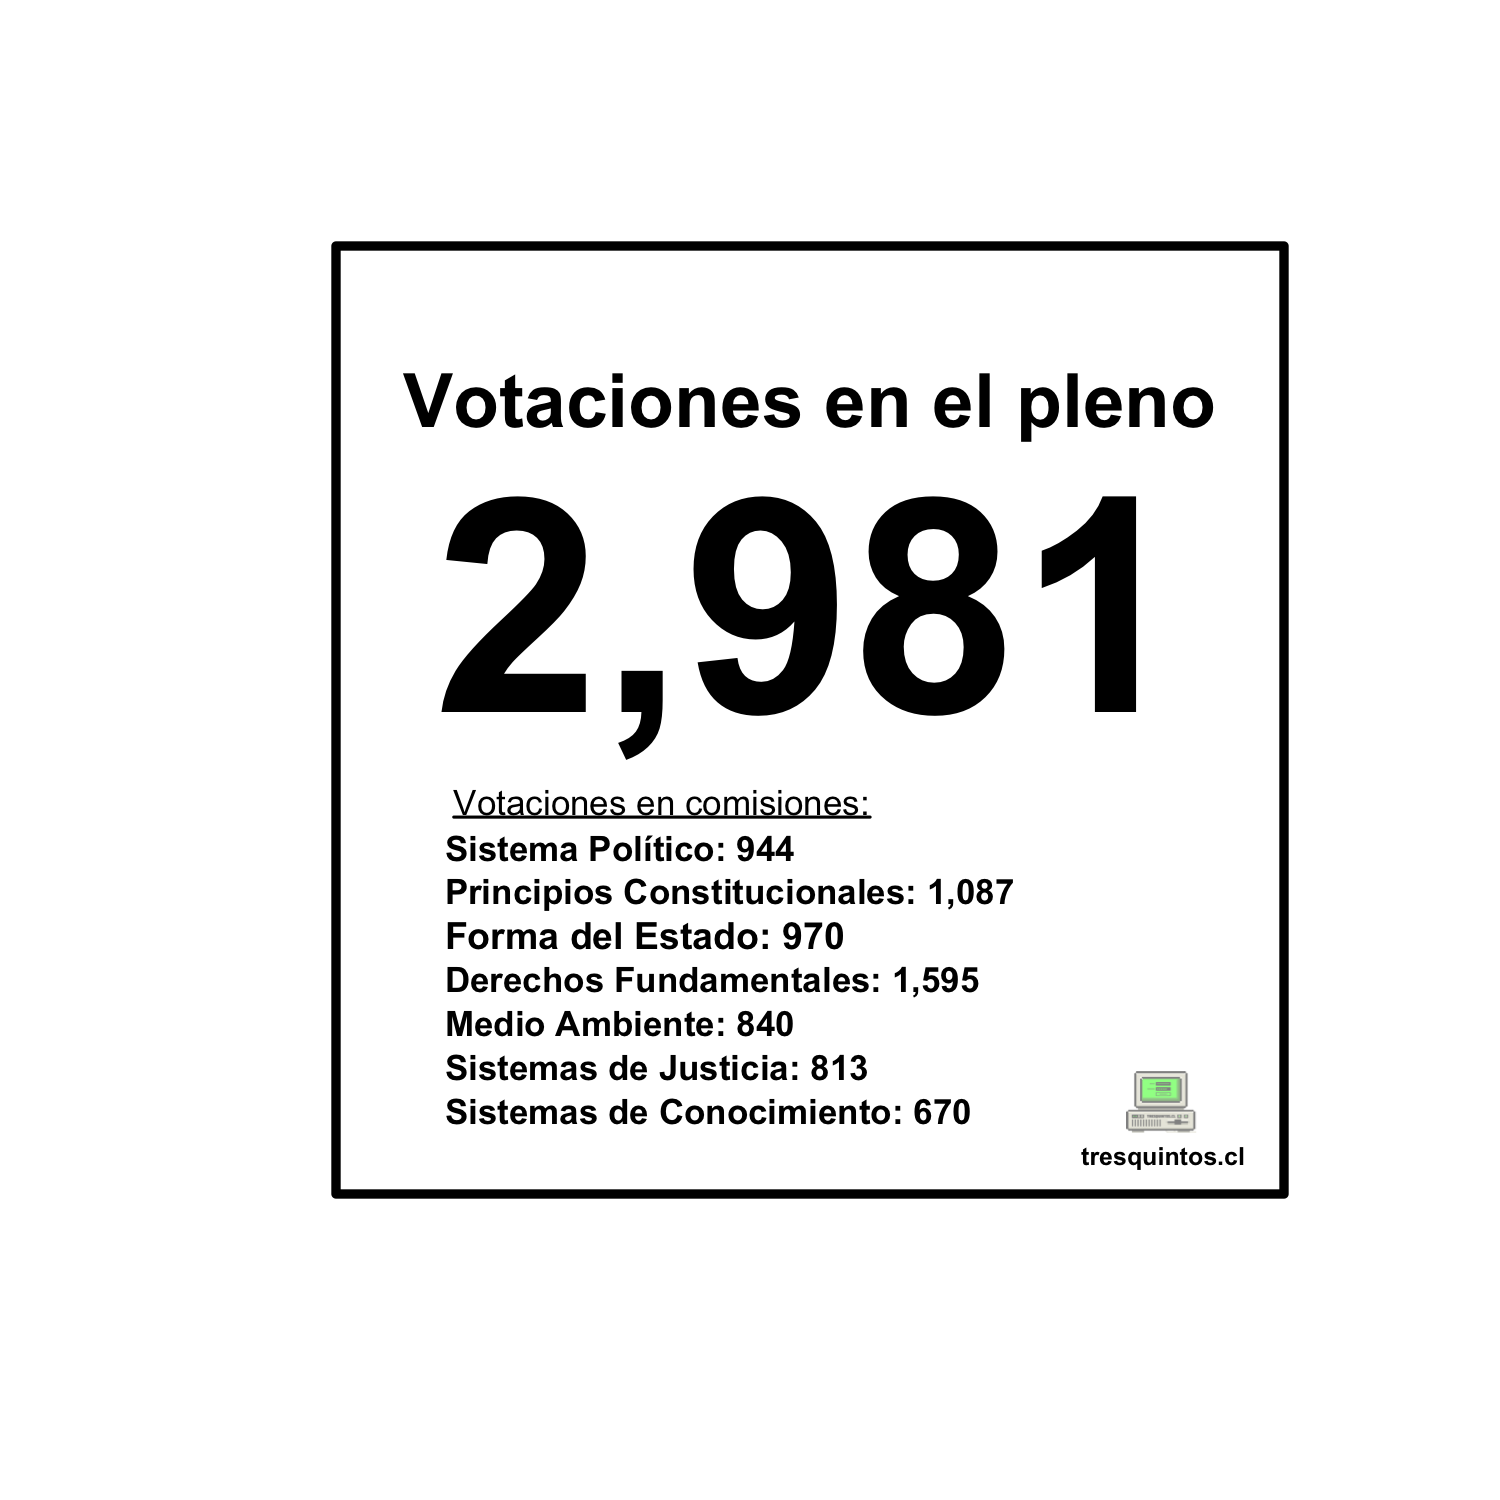 Votaciones en el pleno
2,981
Votaciones en comisiones:
Sistema Político: 944
Principios Constitucionales: 1,087
Forma del Estado: 970
Derechos Fundamentales: 1,595
Medio Ambiente: 840
Sistemas de Justicia: 813
Sistemas de Conocimiento: 670
tresquintos.cl